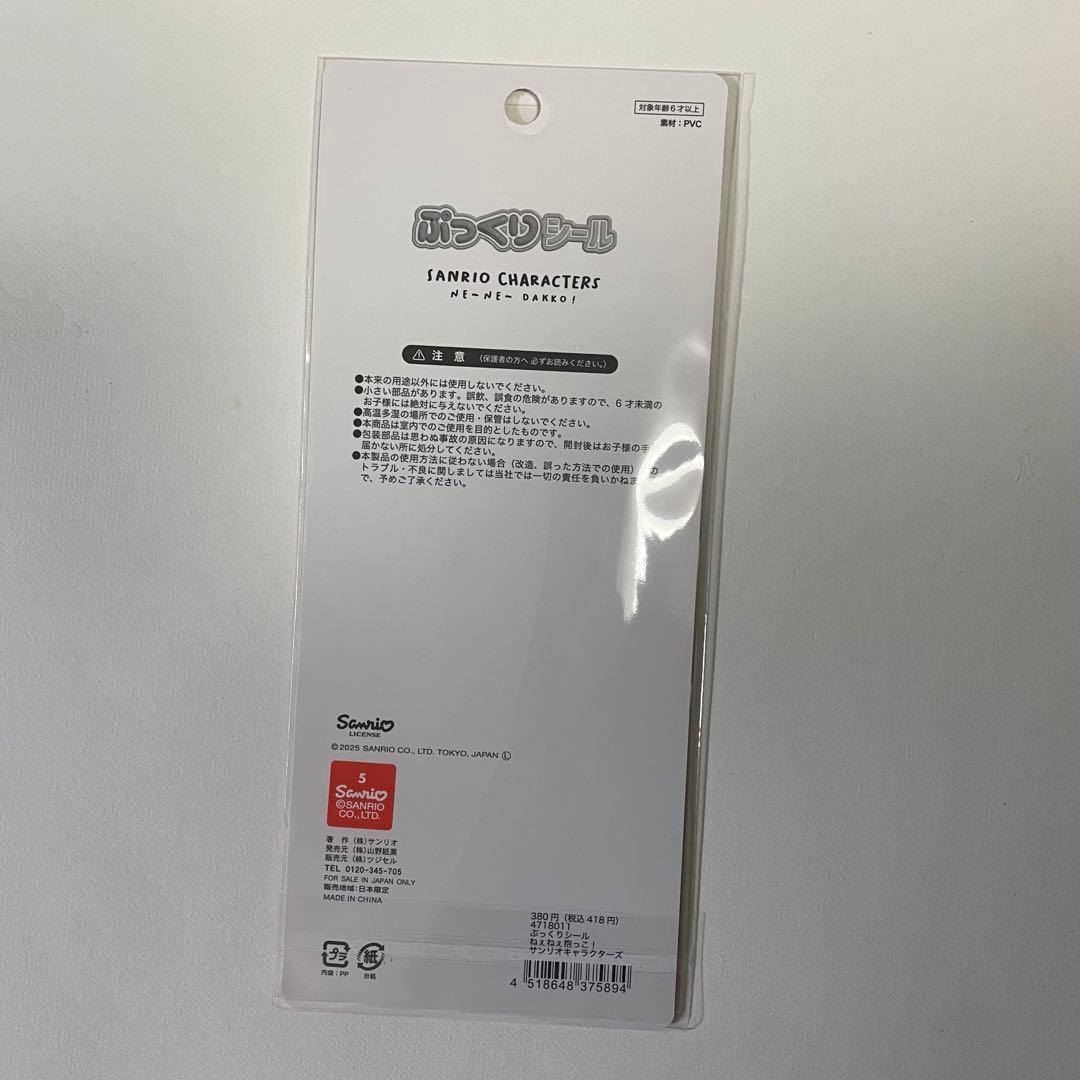 対象年齢6才以上
素材：PVC
ぷっくりシール
SANRIO CHARACTERS
NE-NE- DAKKO!
注 意 (保護者の方へ 必ずお読みください。)
●本来の用途以外には使用しないでください。
●小さい部品があります。誤飲、誤食の危険がありますので、6才未満の
お子様には絶対に与えないでください。
●高温多湿の場所でのご使用・保管はしないでください。
●本商品は室内でのご使用を目的としたものです。
●包装部品は思わぬ事故の原因になりますので、開封後はお子様の手
届かない所に処分してください。
●本製品の使用方法に従わない場合（改造、誤った方法での使用）の
トラブル・不良に関しましては当社では一切の責任を負いかねま
で、予めご了承ください。
Sanrio
LICENSE
©2025 SANRIO CO., LTD. TOKYO, JAPAN Ⓛ
5
Sanrio
©SANRIO
CO.,LTD.
著 作 (株)サンリオ
発売元 (株)山野紙業
販売元 (株)ツジセル
TEL 0120-345-705
FOR SALE IN JAPAN ONLY
販売地域：日本限定
MADE IN CHINA
プラ
内袋：PP
紙
台紙
380円（税込418円）
4718011
ぷっくりシール
ねぇねぇ抱っこ！
サンリオキャラクターズ
4 518648 375894